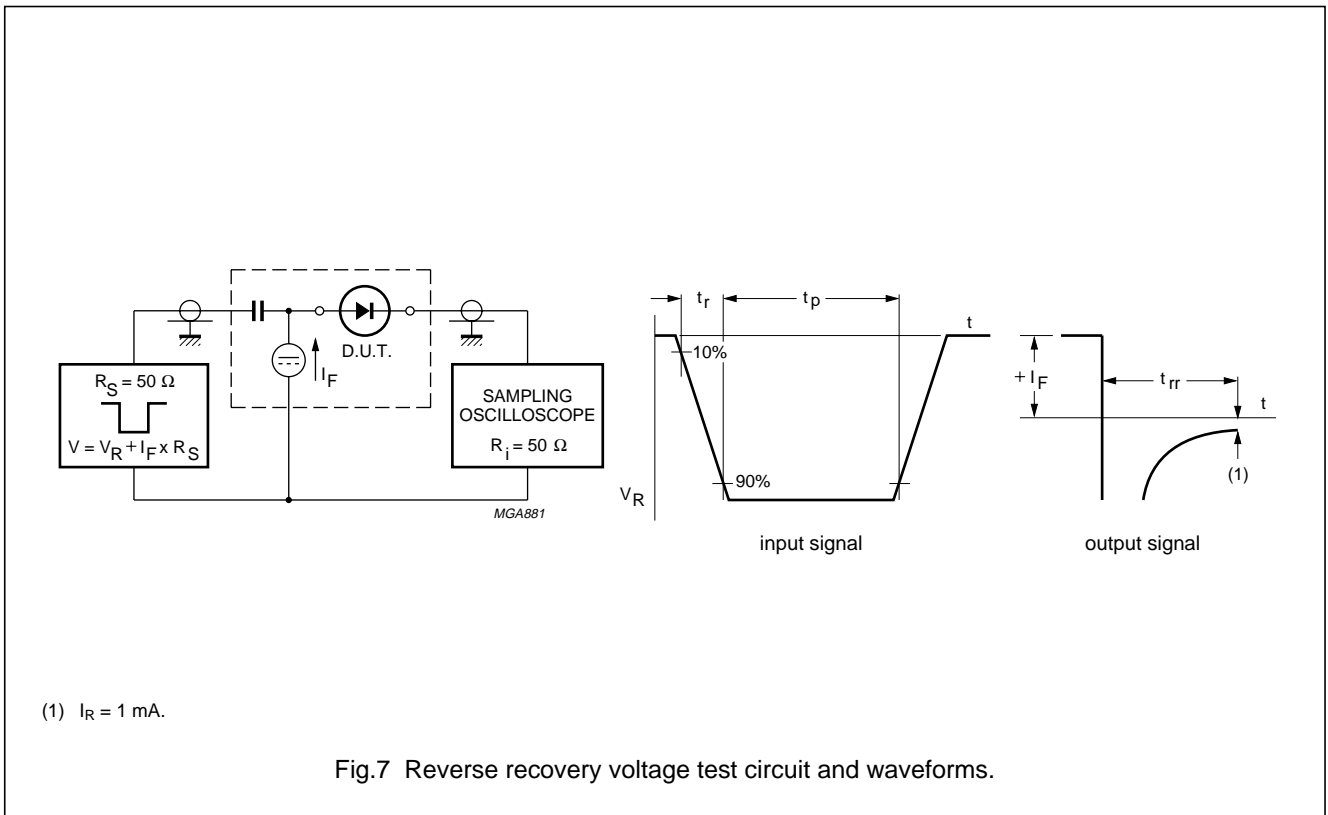 R_S = 50 Ω
V = V_R + I_F x R_S
I_F
D.U.T.
SAMPLING
OSCILLOSCOPE
R_i = 50 Ω
MGA881
t_r
t_p
t
10%
90%
V_R
input signal
+ I_F
t_rr
t
(1)
output signal
(1) I_R = 1 mA.
Fig.7 Reverse recovery voltage test circuit and waveforms.